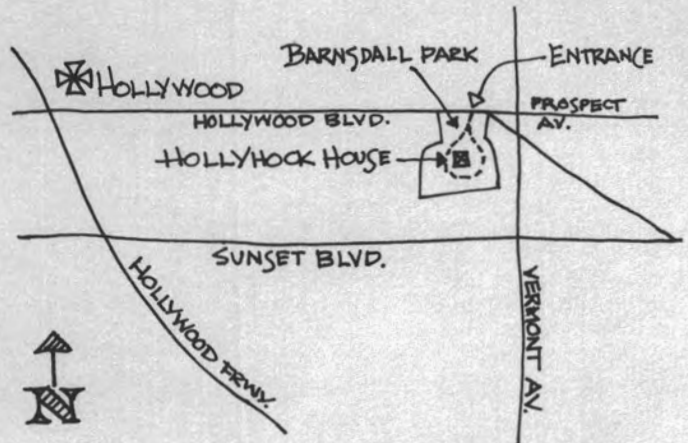 BARNSDALL PARK
ENTRANCE
HOLLYWOOD
HOLLYWOOD BLVD.
PROSPECT
AV.
HOLLYHOCK HOUSE
SUNSET BLVD.
HOLLYWOOD FRWY.
VERMONT AV.
N